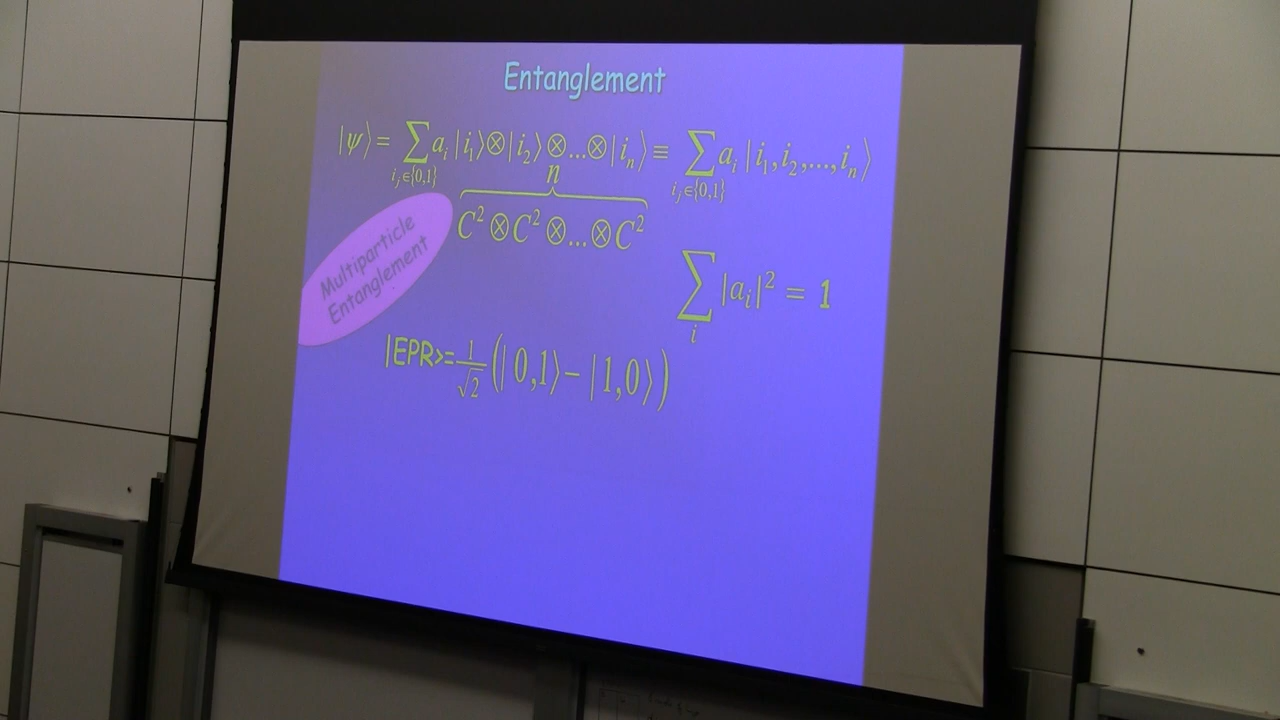 Entanglement
|ψ⟩= ∑ a_i |i_1⟩⊗|i_2⟩⊗...⊗|i_n⟩ ≡ ∑ a_i |i_1,i_2,...,i_n⟩
i_j∈{0,1} i_j∈{0,1}
n
C²⊗C²⊗...⊗C²
Multiparticle
Entanglement
∑_i |a_i|² = 1
|EPR>= 1/√2 (|0,1⟩− |1,0⟩)